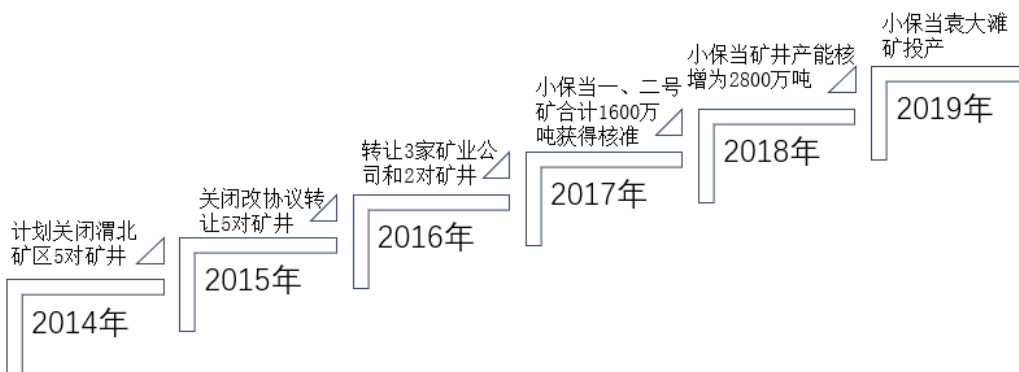 计划关闭渭北
矿区5对矿井
2014年
关闭改协议转
让5对矿井
2015年
转让3家矿业公
司和2对矿井
2016年
小保当一、二号
矿合计1600万
吨获得核准
2017年
小保当矿井产能核
增为2800万吨
2018年
小保当袁大滩
矿投产
2019年